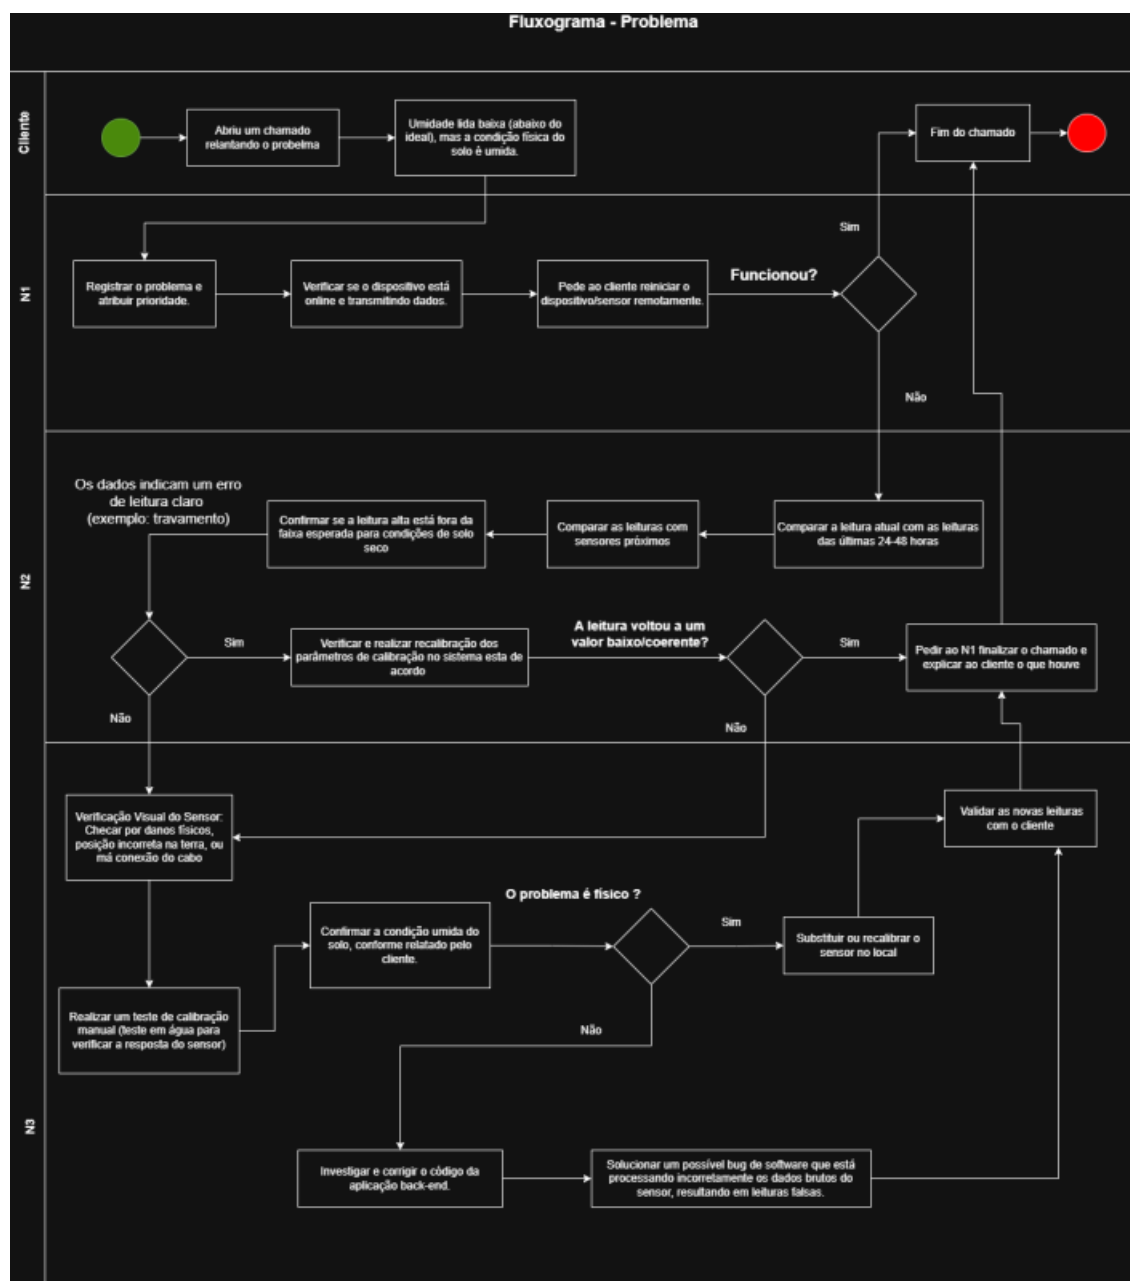 Fluxograma - Problema
Cliente
Abriu um chamado
relantando o probelma
Umidade lida baixa (abaixo do
ideal), mas a condição física do
solo é umida.
Fim do chamado
N1
Registrar o problema e
atribuir prioridade.
Verificar se o dispositivo está
online e transmitindo dados.
Pede ao cliente reiniciar o
dispositivo/sensor remotamente.
Funcionou?
Sim
Não
N2
Os dados indicam um erro
de leitura claro
(exemplo: travamento)
Confirmar se a leitura alta está fora da
faixa esperada para condições de solo
seco
Comparar as leituras com
sensores próximos
Comparar a leitura atual com as leituras
das últimas 24-48 horas
Sim
Não
Verificar e realizar recalibração dos
parâmetros de calibração no sistema esta de
acordo
A leitura voltou a um
valor baixo/coerente?
Sim
Não
Pedir ao N1 finalizar o chamado e
explicar ao cliente o que houve
N3
Verificação Visual do Sensor:
Checar por danos físicos,
posição incorreta na terra, ou
má conexão do cabo
Validar as novas leituras
com o cliente
Realizar um teste de calibração
manual (teste em água para
verificar a resposta do sensor)
Confirmar a condição umida do
solo, conforme relatado pelo
cliente.
O problema é físico ?
Sim
Não
Substituir ou recalibrar o
sensor no local
Investigar e corrigir o código da
aplicação back-end.
Solucionar um possível bug de software que está
processando incorretamente os dados brutos do
sensor, resultando em leituras falsas.